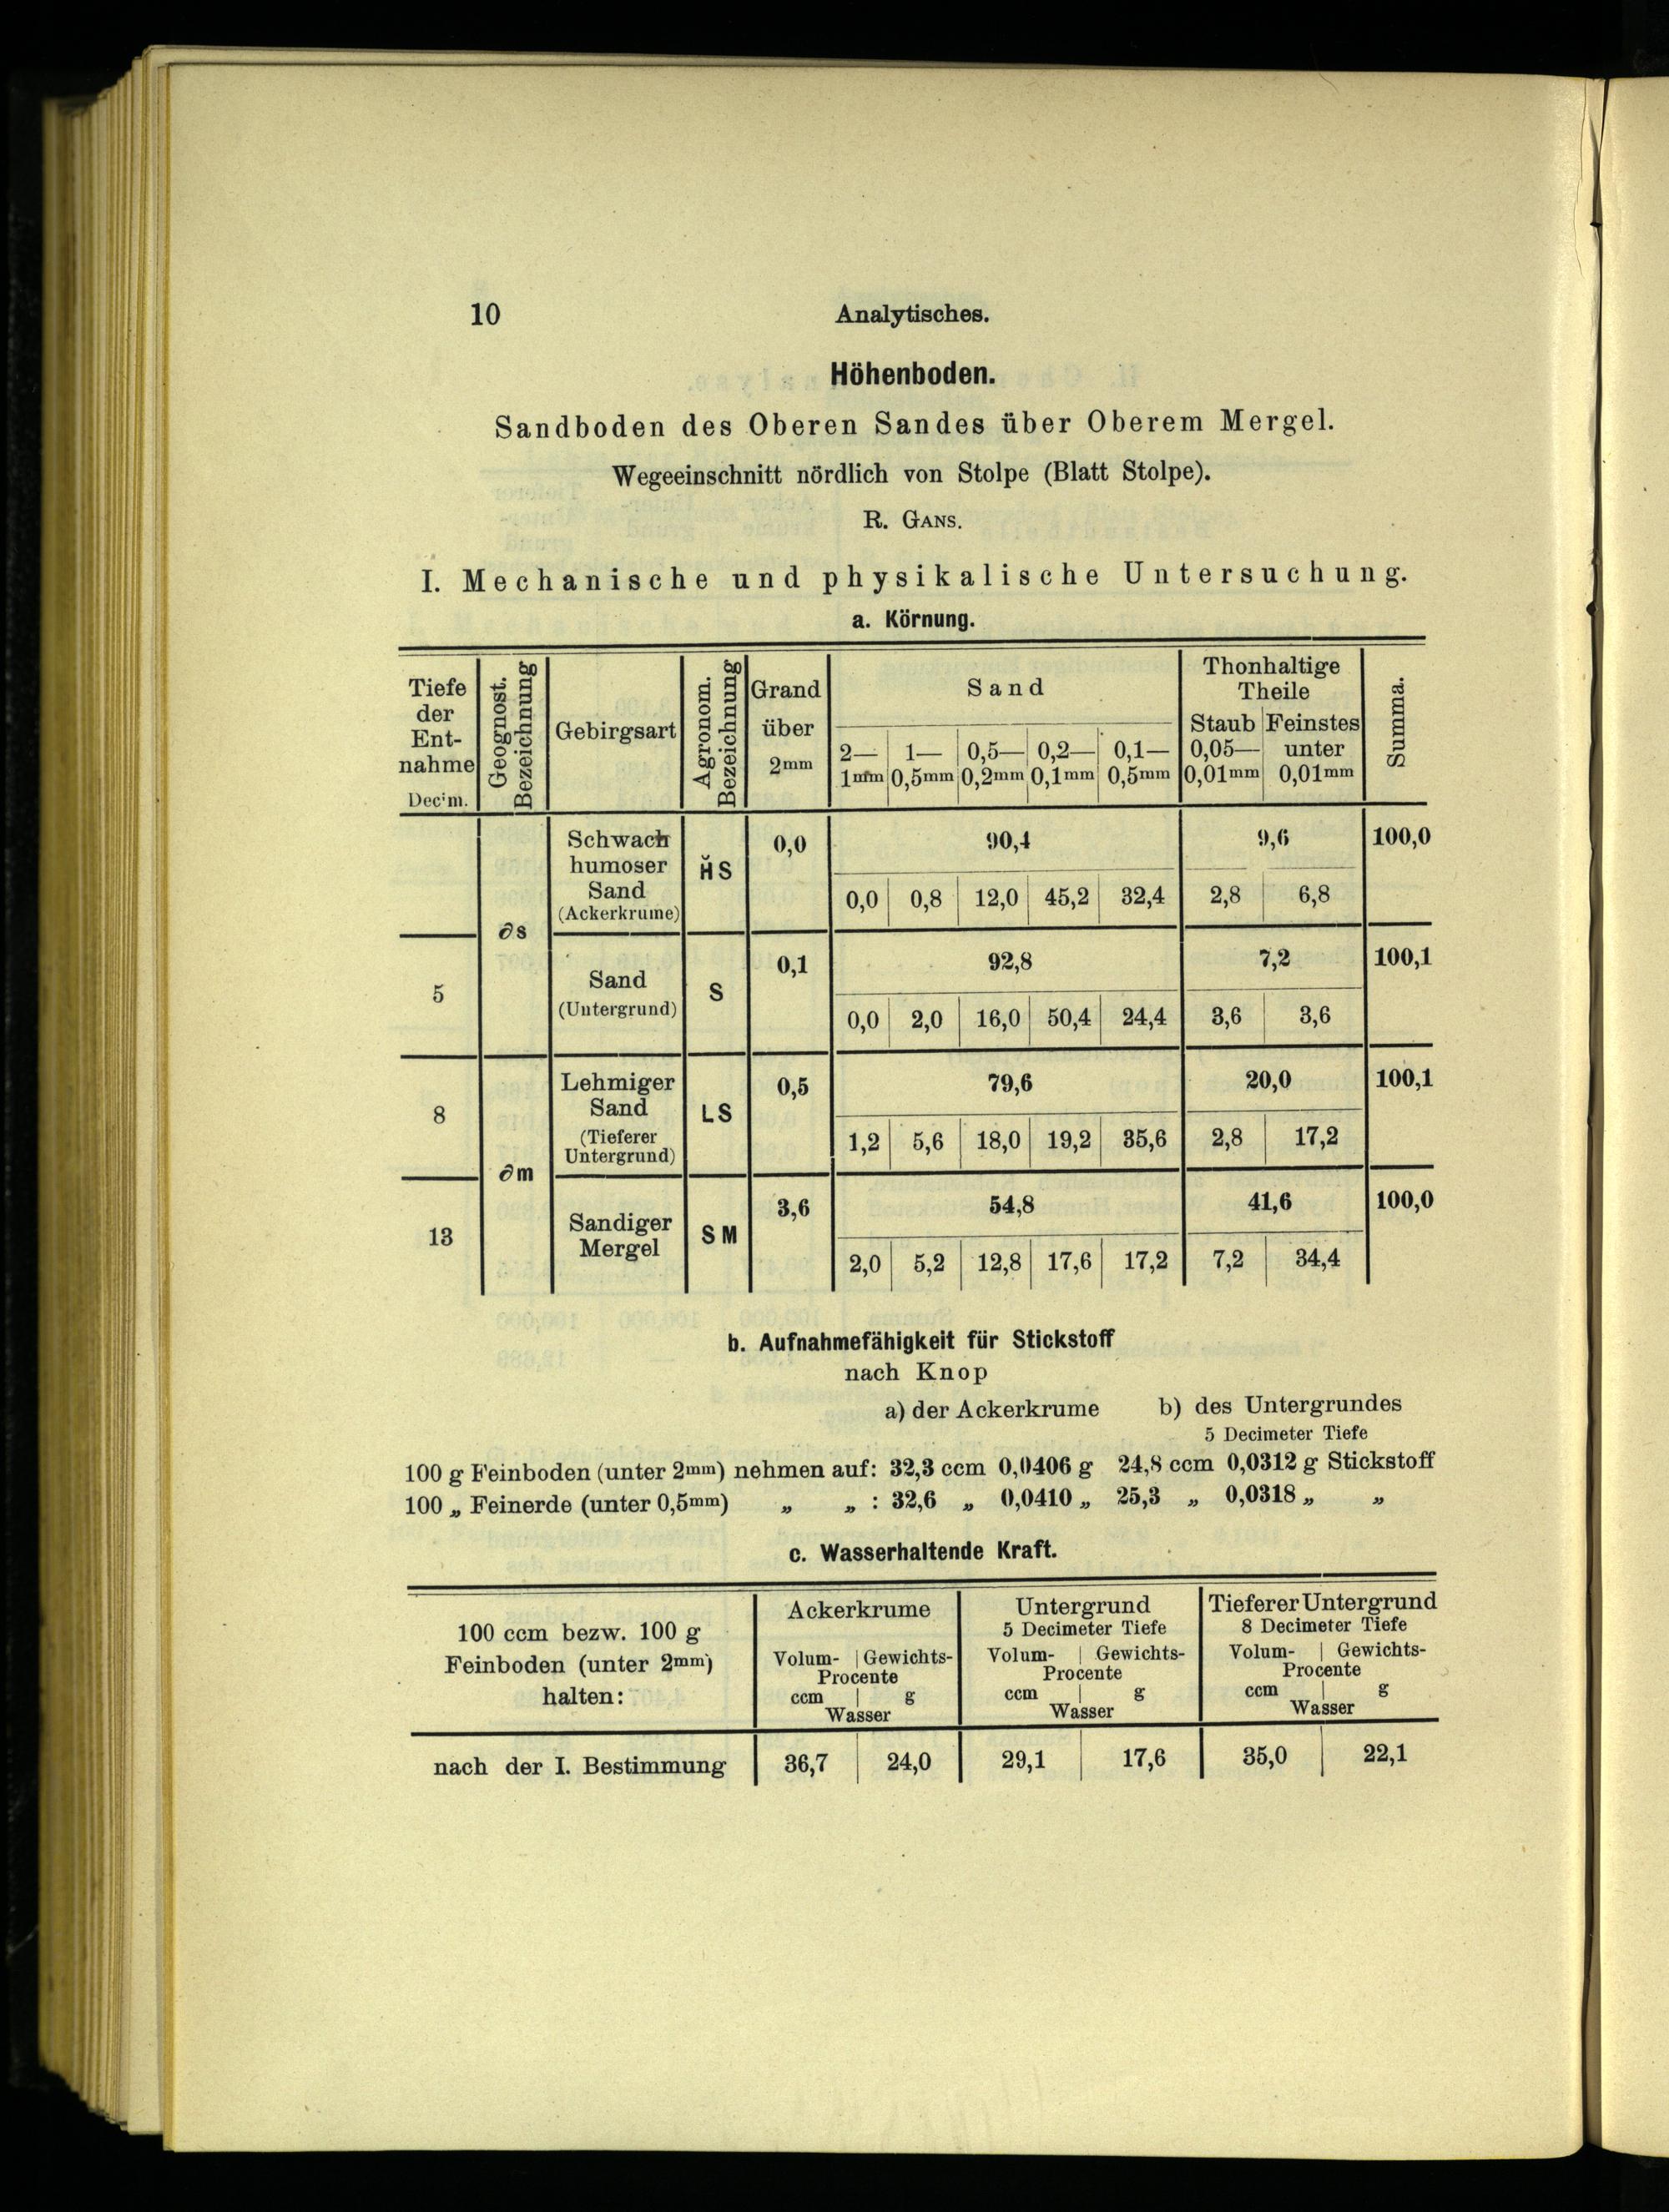 10 Analytisches.
Höhenboden.
Sandboden des Oberen Sandes über Oberem Mergel.
Wegeeinschnitt nördlich von Stolpe (Blatt Stolpe).
R. GANS.
I. Mechanische und physikalische Untersuchung.
a. Körnung.
Tiefe der Ent-nahme Decim. | Geognost. Bezeichnung | Gebirgsart | Agronom. Bezeichnung | Grand über 2mm | Sand | Thonhaltige Theile | Summa.
2—1mm | 1—0,5mm | 0,5—0,2mm | 0,2—0,1mm | 0,1—0,5mm | Staub 0,05—0,01mm | Feinstes unter 0,01mm
∂s | Schwach humoser Sand (Ackerkrume) | H̆S | 0,0 | 90,4 | 9,6 | 100,0
0,0 | 0,8 | 12,0 | 45,2 | 32,4 | 2,8 | 6,8
5 | Sand (Untergrund) | S | 0,1 | 92,8 | 7,2 | 100,1
0,0 | 2,0 | 16,0 | 50,4 | 24,4 | 3,6 | 3,6
8 | ∂m | Lehmiger Sand (Tieferer Untergrund) | LS | 0,5 | 79,6 | 20,0 | 100,1
1,2 | 5,6 | 18,0 | 19,2 | 35,6 | 2,8 | 17,2
13 | Sandiger Mergel | SM | 3,6 | 54,8 | 41,6 | 100,0
2,0 | 5,2 | 12,8 | 17,6 | 17,2 | 7,2 | 34,4
b. Aufnahmefähigkeit für Stickstoff
nach Knop
a) der Ackerkrume b) des Untergrundes
5 Decimeter Tiefe
100 g Feinboden (unter 2mm) nehmen auf: 32,3 ccm 0,0406 g 24,8 ccm 0,0312 g Stickstoff
100 „ Feinerde (unter 0,5mm) „ „ : 32,6 „ 0,0410 „ 25,3 „ 0,0318 „ „
c. Wasserhaltende Kraft.
100 ccm bezw. 100 g Feinboden (unter 2mm) halten: | Ackerkrume | Untergrund 5 Decimeter Tiefe | Tieferer Untergrund 8 Decimeter Tiefe
Volum- | Gewichts- | Volum- | Gewichts- | Volum- | Gewichts-
Procente | Procente | Procente
ccm | g | ccm | g | ccm | g
Wasser | Wasser | Wasser
nach der I. Bestimmung | 36,7 | 24,0 | 29,1 | 17,6 | 35,0 | 22,1